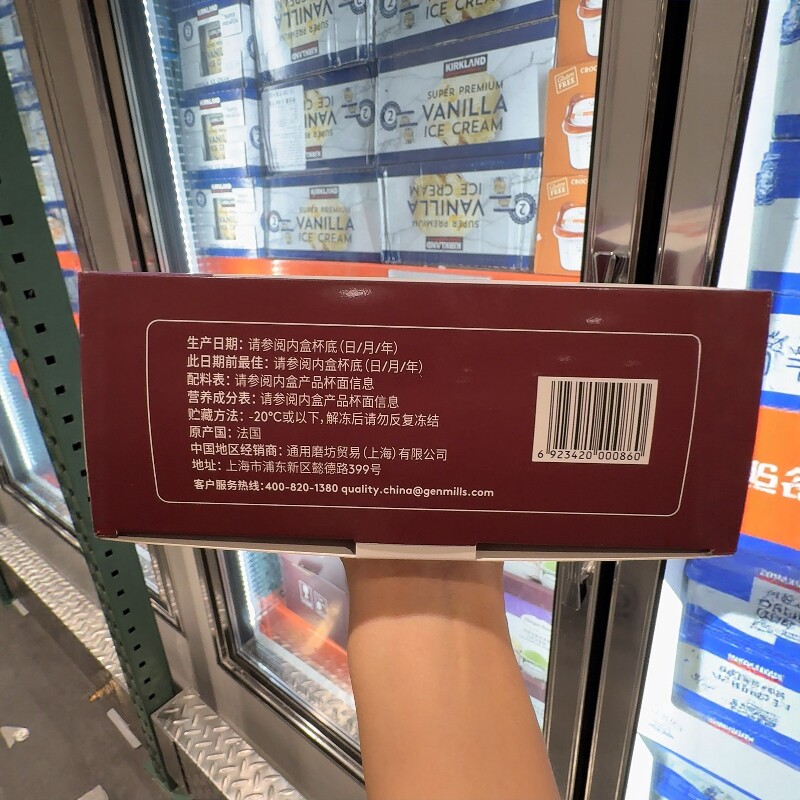 KIRKLAND
VANILLA
ICE CREAM
KIRKLAND
SUPER PREMIUM
VANILLA
ICE CREAM
KIRKLAND
SUPER PREMIUM
VANILLA
ICE CREAM
SUPER PREMIUM
VANILLA
ICE CREAM
KIRKLAND
生产日期：请参阅内盒杯底（日/月/年）
此日期前最佳：请参阅内盒杯底（日/月/年）
配料表：请参阅内盒产品杯面信息
营养成分表：请参阅内盒产品杯面信息
贮藏方法：-20°C或以下，解冻后请勿反复冻结
原产国：法国
中国地区经销商：通用磨坊贸易（上海）有限公司
地址：上海市浦东新区懿德路399号
客户服务热线：400-820-1380 quality.china@genmills.com
6 923420 000860